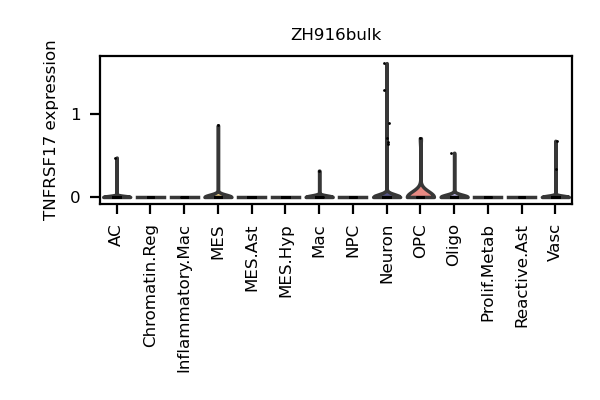 ZH916bulk
TNFRSF17 expression
1
0
AC
Chromatin.Reg
Inflammatory.Mac
MES
MES.Ast
MES.Hyp
Mac
NPC
Neuron
OPC
Oligo
Prolif.Metab
Reactive.Ast
Vasc